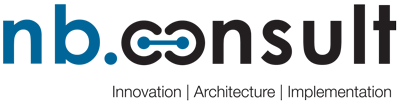 nb.consult
Innovation | Architecture | Implementation